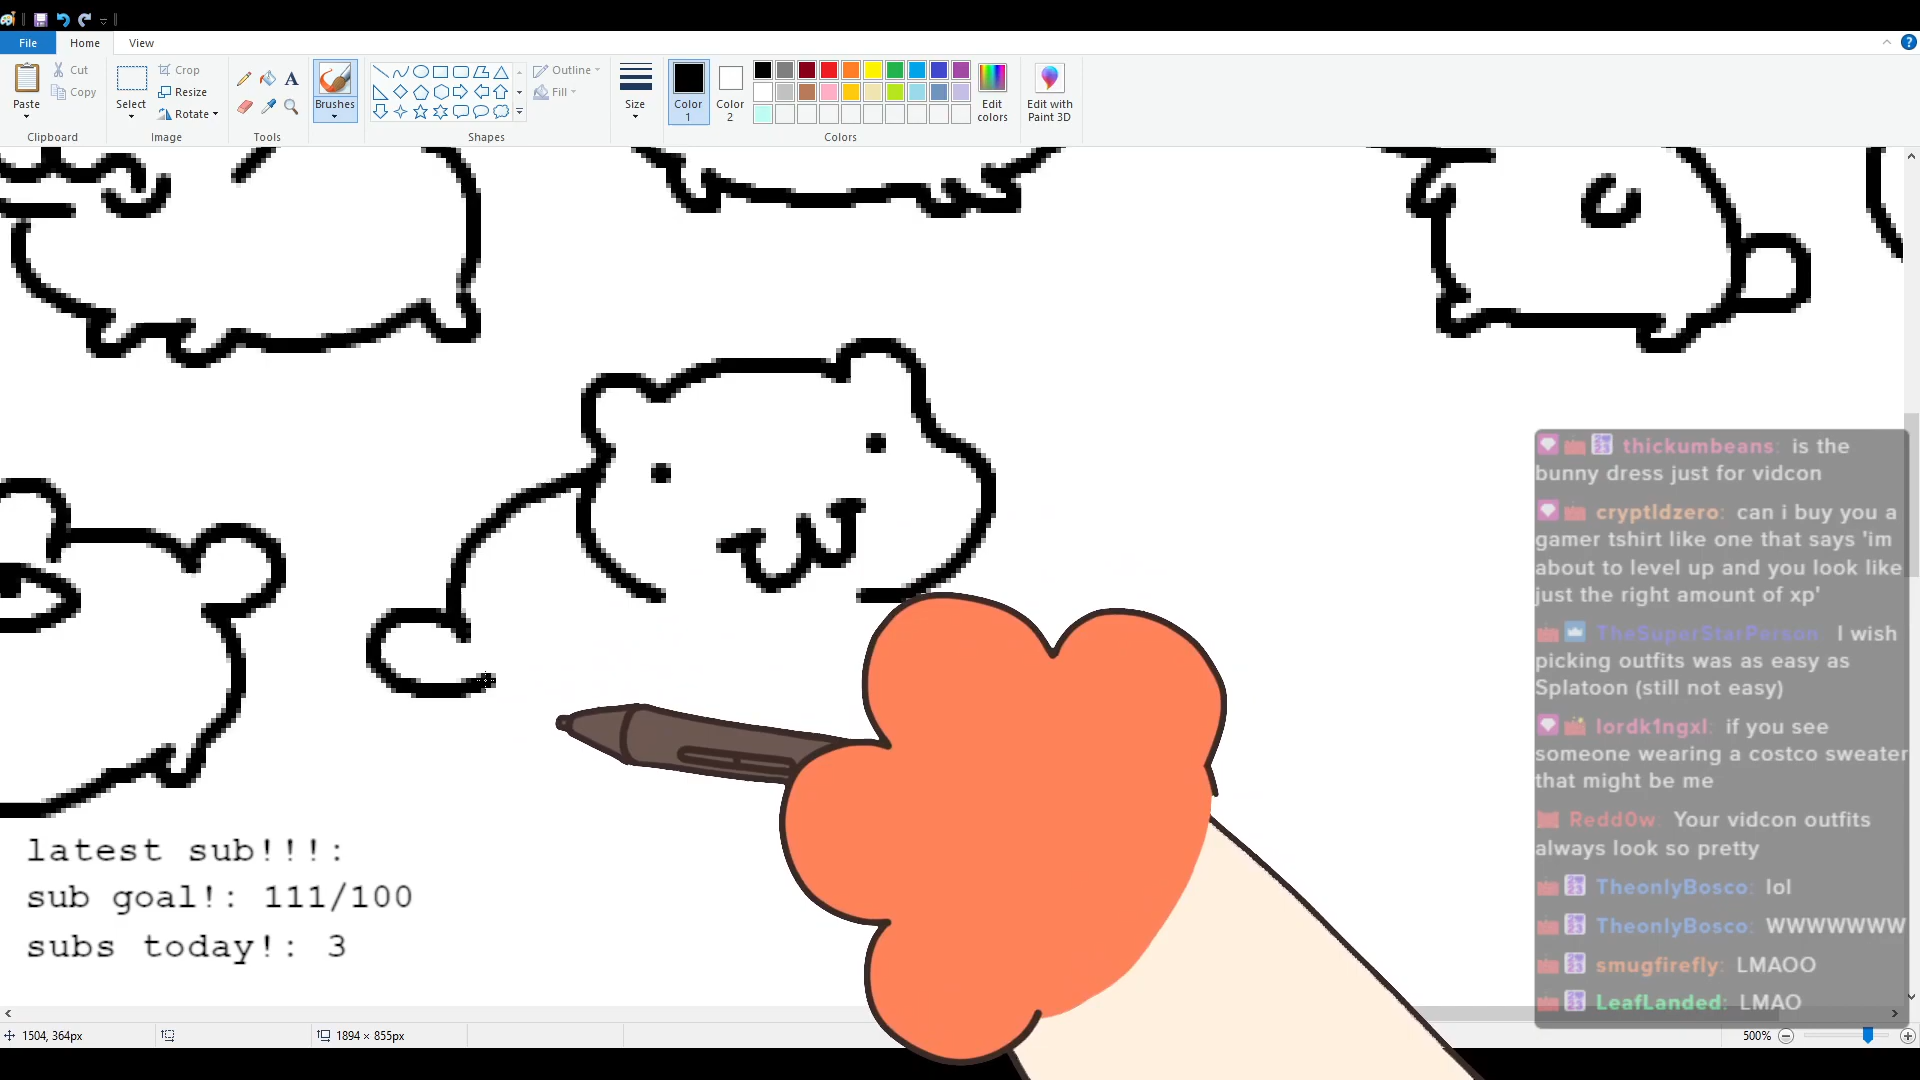 File Home View
Cut Crop Outline
Copy Resize Fill
Paste Select Rotate Brushes Size Color 1 Color 2 Edit colors Edit with Paint 3D
A
Clipboard Image Tools Shapes Colors
thickumbeans: is the
bunny dress just for vidcon
cryptldzero: can i buy you a
gamer tshirt like one that says 'im
about to level up and you look like
just the right amount of xp'
TheSuperStarPerson: I wish
picking outfits was as easy as
Splatoon (still not easy)
lordk1ngxl: if you see
someone wearing a costco sweater
that might be me
Redd0w: Your vidcon outfits
always look so pretty
TheonlyBosco: lol
TheonlyBosco: WWWWWWW
smugfirefly: LMAOO
LeafLanded: LMAO
latest sub!!!:
sub goal!: 111/100
subs today!: 3
1504, 364px 1894 × 855px 500%